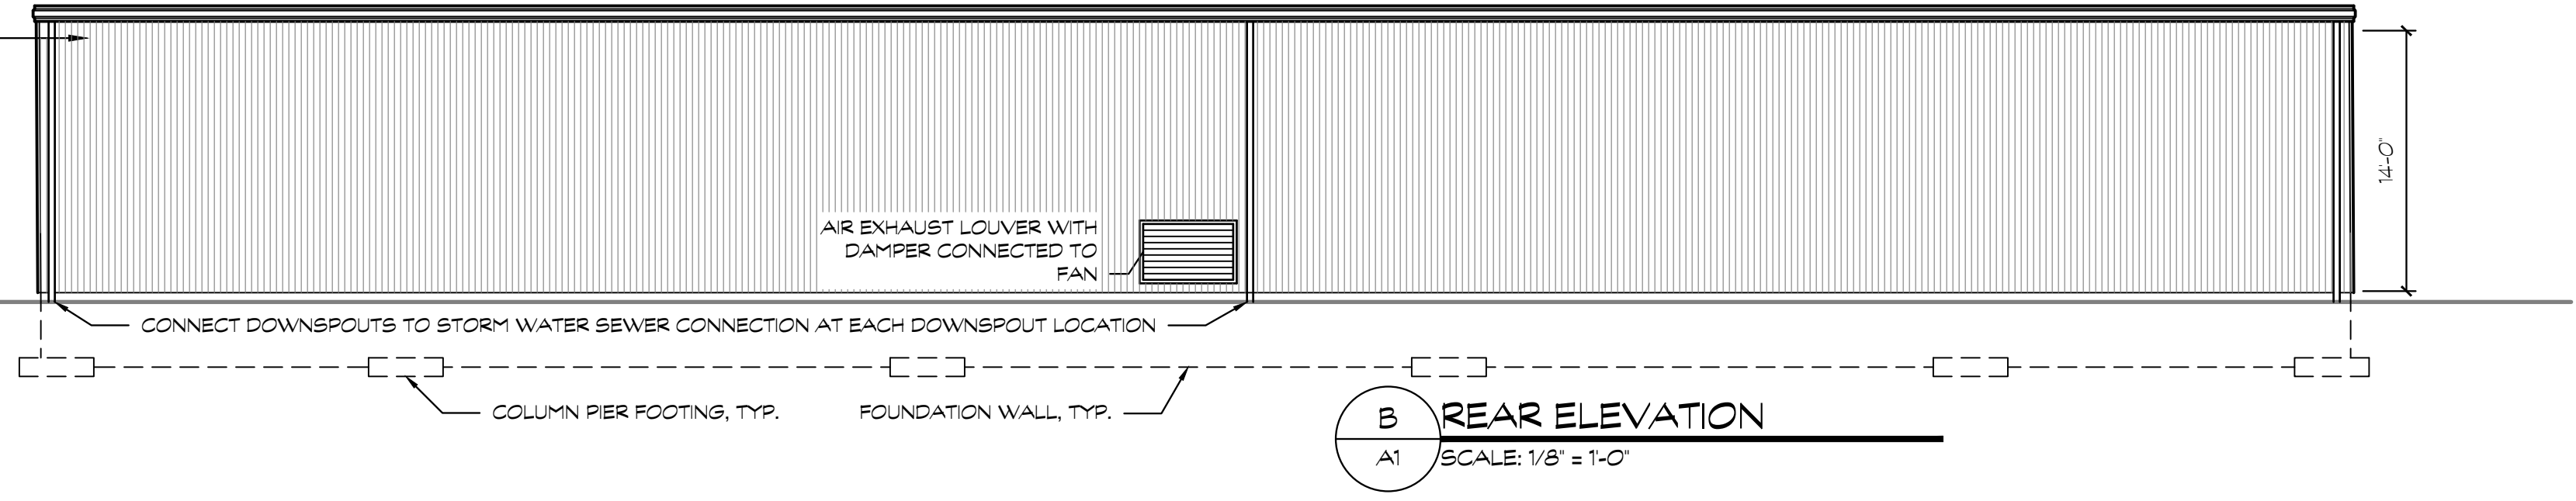 14'-0"
AIR EXHAUST LOUVER WITH
DAMPER CONNECTED TO
FAN
CONNECT DOWNSPOUTS TO STORM WATER SEWER CONNECTION AT EACH DOWNSPOUT LOCATION
COLUMN PIER FOOTING, TYP.
FOUNDATION WALL, TYP.
B
REAR ELEVATION
A1
SCALE: 1/8" = 1'-0"